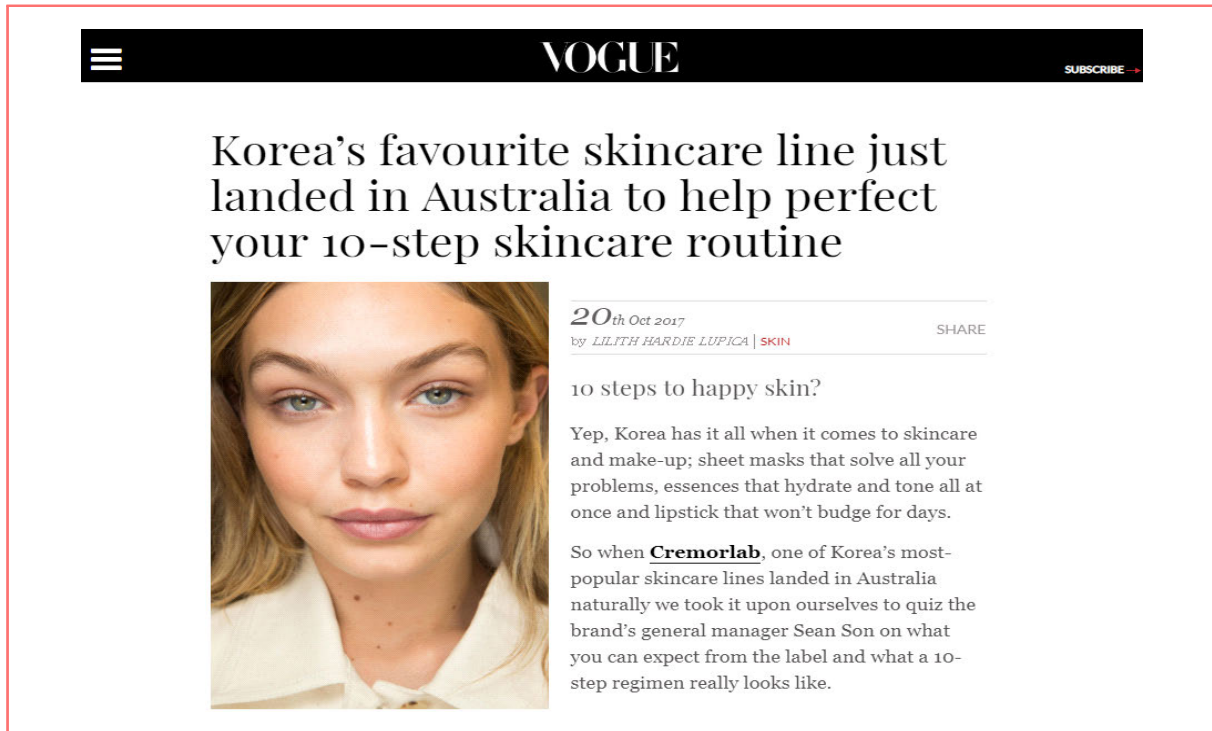 VOGUE
SUBSCRIBE→
Korea’s favourite skincare line just
landed in Australia to help perfect
your 10-step skincare routine
20th Oct 2017
by LILITH HARDIE LUPICA | SKIN
SHARE
10 steps to happy skin?
Yep, Korea has it all when it comes to skincare
and make-up; sheet masks that solve all your
problems, essences that hydrate and tone all at
once and lipstick that won’t budge for days.
So when Cremorlab, one of Korea’s most-
popular skincare lines landed in Australia
naturally we took it upon ourselves to quiz the
brand’s general manager Sean Son on what
you can expect from the label and what a 10-
step regimen really looks like.